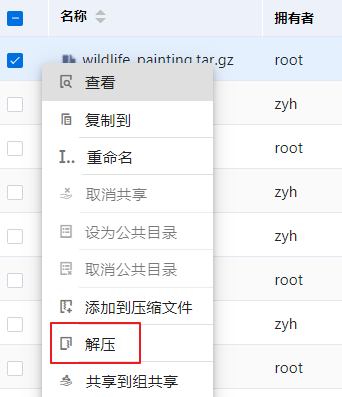 名称 拥有者
wildlife_painting.tar.gz root
查看
zyh
复制到
root
重命名
取消共享 zyh
设为公共目录 zyh
取消公共目录 root
添加到压缩文件
zyh
解压
root
共享到组共享